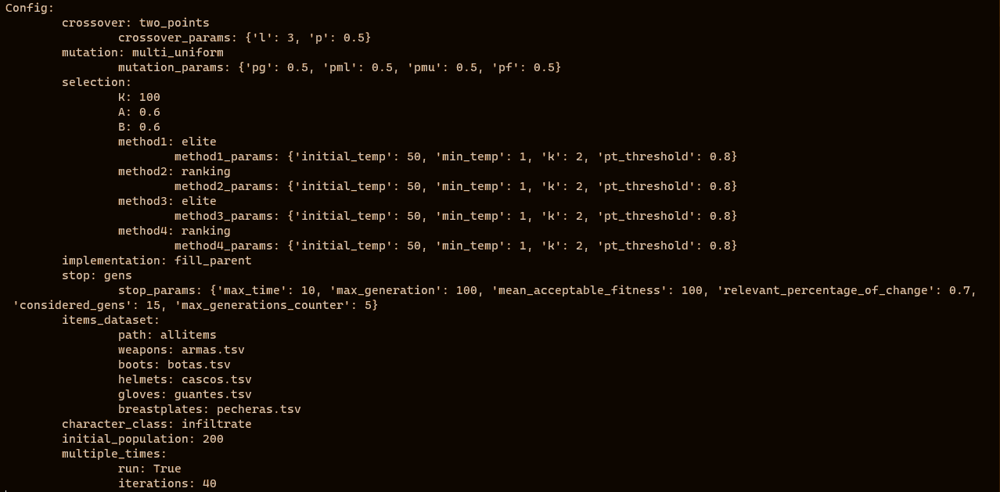 Config:
crossover: two_points
crossover_params: {'l': 3, 'p': 0.5}
mutation: multi_uniform
mutation_params: {'pg': 0.5, 'pml': 0.5, 'pmu': 0.5, 'pf': 0.5}
selection:
K: 100
A: 0.6
B: 0.6
method1: elite
method1_params: {'initial_temp': 50, 'min_temp': 1, 'k': 2, 'pt_threshold': 0.8}
method2: ranking
method2_params: {'initial_temp': 50, 'min_temp': 1, 'k': 2, 'pt_threshold': 0.8}
method3: elite
method3_params: {'initial_temp': 50, 'min_temp': 1, 'k': 2, 'pt_threshold': 0.8}
method4: ranking
method4_params: {'initial_temp': 50, 'min_temp': 1, 'k': 2, 'pt_threshold': 0.8}
implementation: fill_parent
stop: gens
stop_params: {'max_time': 10, 'max_generation': 100, 'mean_acceptable_fitness': 100, 'relevant_percentage_of_change': 0.7,
'considered_gens': 15, 'max_generations_counter': 5}
items_dataset:
path: allitems
weapons: armas.tsv
boots: botas.tsv
helmets: cascos.tsv
gloves: guantes.tsv
breastplates: pecheras.tsv
character_class: infiltrate
initial_population: 200
multiple_times:
run: True
iterations: 40